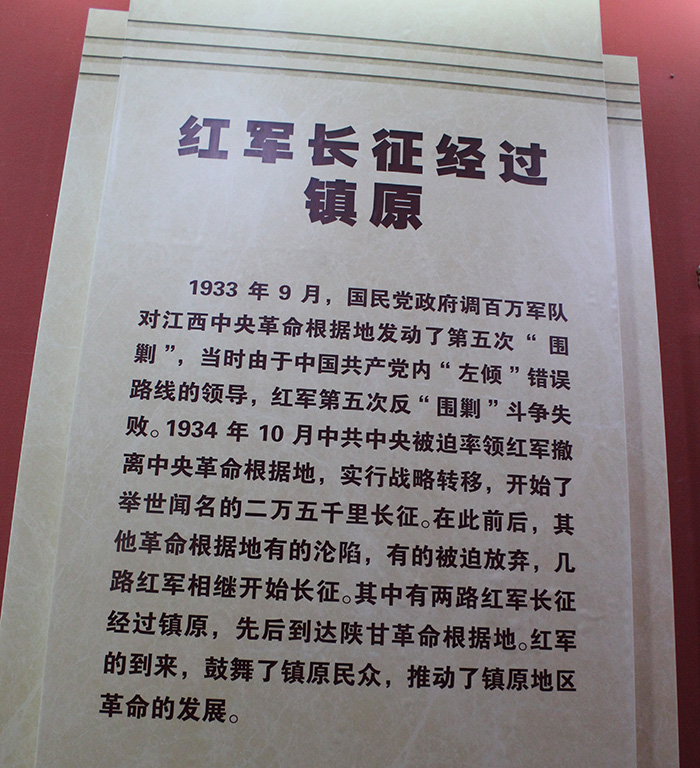 红军长征经过
镇原
1933 年 9 月，国民党政府调百万军队
对江西中央革命根据地发动了第五次“围
剿”，当时由于中国共产党内“左倾”错误
路线的领导，红军第五次反“围剿”斗争失
败。1934 年 10 月中共中央被迫率领红军撤
离中央革命根据地，实行战略转移，开始了
举世闻名的二万五千里长征。在此前后，其
他革命根据地有的沦陷，有的被迫放弃，几
路红军相继开始长征。其中有两路红军长征
经过镇原，先后到达陕甘革命根据地。红军
的到来，鼓舞了镇原民众，推动了镇原地区
革命的发展。